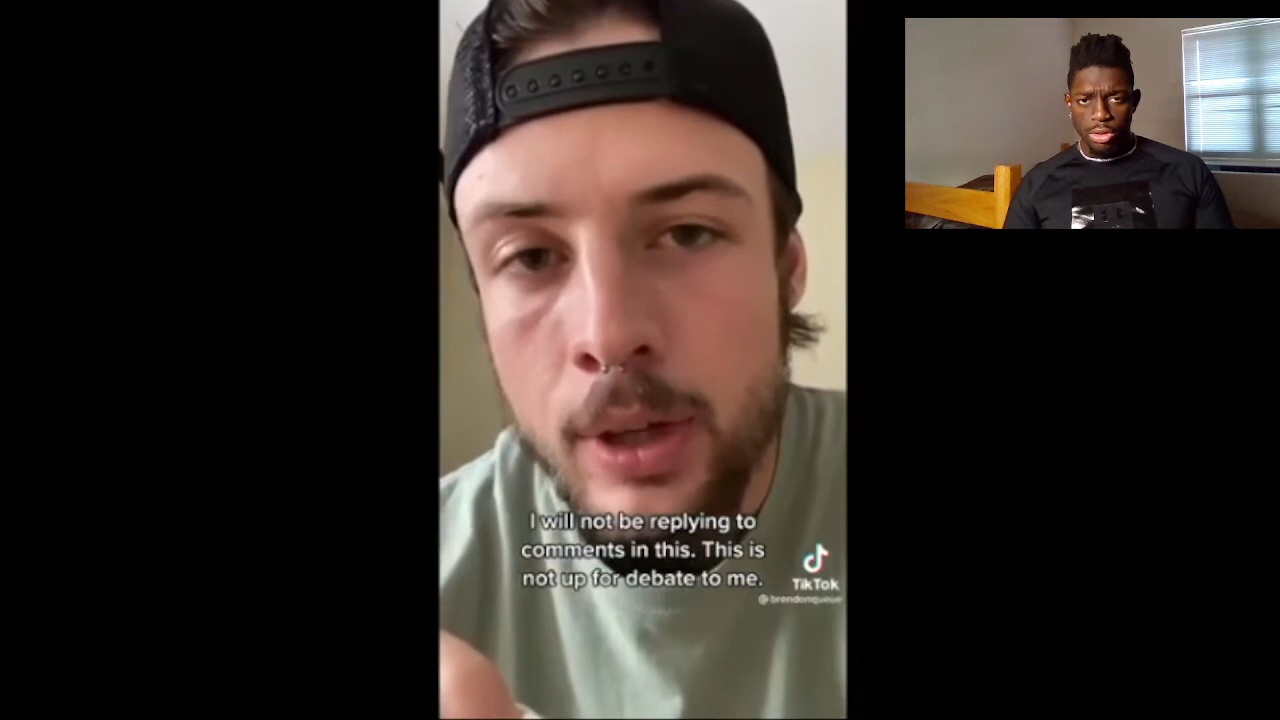 I will not be replying to
comments in this. This is
not up for debate to me.
TikTok